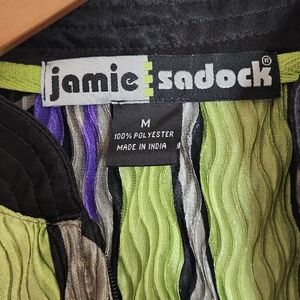 jamie sadock®
M
100% POLYESTER
MADE IN INDIA